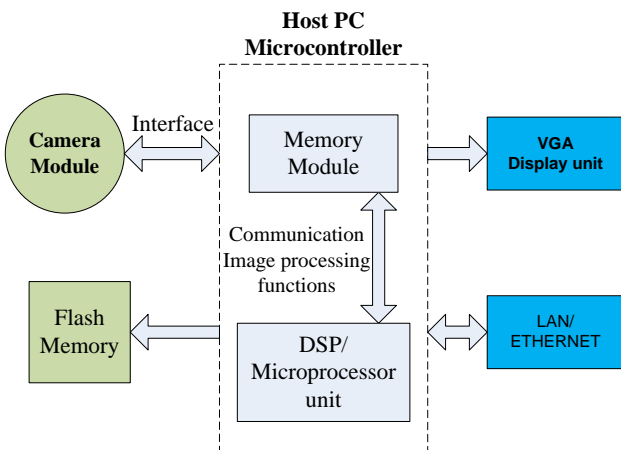 Host PC
Microcontroller
Interface
Camera
Module
Memory
Module
VGA
Display unit
Communication
Image processing
functions
Flash
Memory
DSP/
Microprocessor
unit
LAN/
ETHERNET